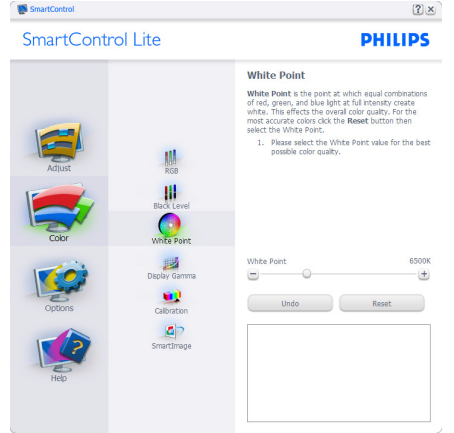 SmartControl
SmartControl Lite
PHILIPS
Adjust
Color
Options
Help
RGB
Black Level
White Point
Display Gamma
Calibration
SmartImage
White Point
White Point is the point at which equal combinations
of red, green, and blue light at full intensity create
white. This effects the overall color quality. For the
most accurate colors click the Reset button then
select the White Point.
1. Please select the White Point value for the best
possible color quality.
White Point 6500K
Undo Reset